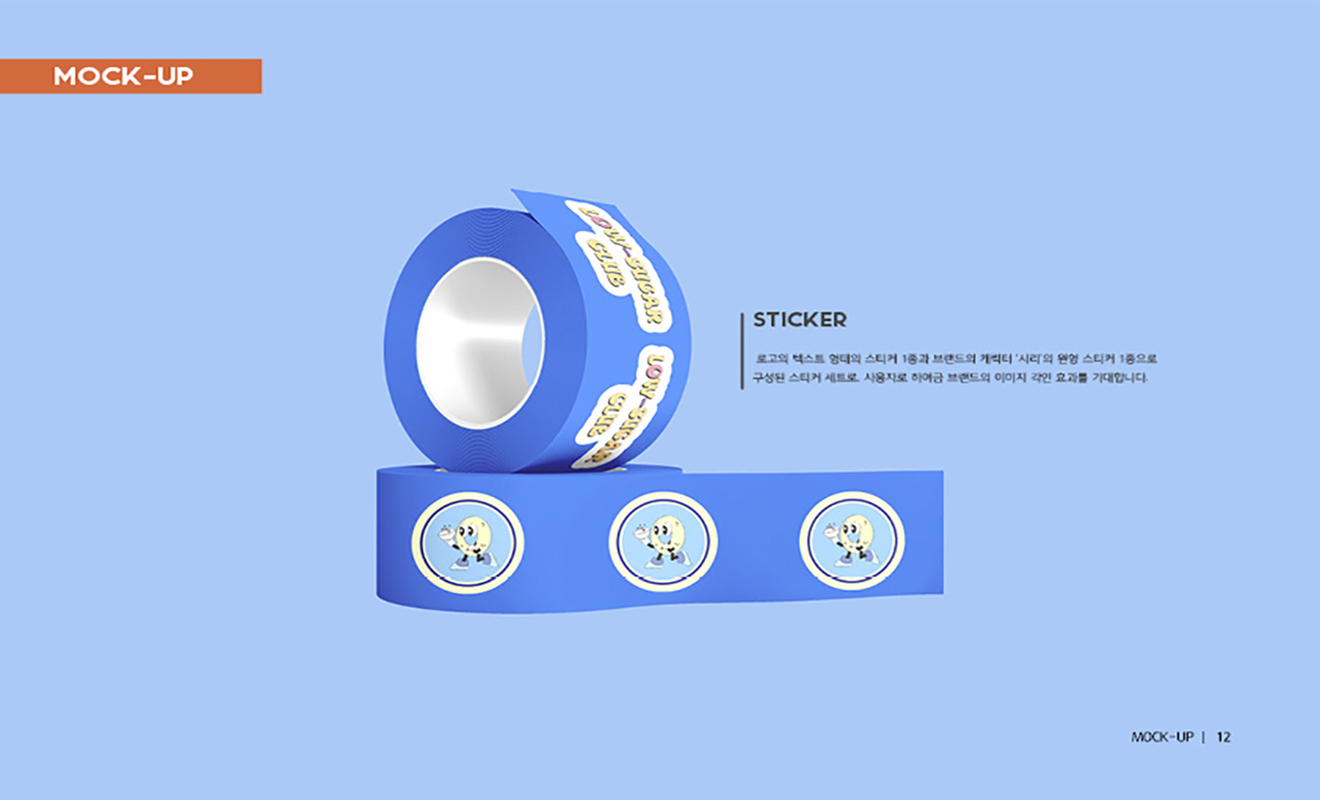 MOCK-UP
LOW-SUGAR
CLUB
LOW-SUGAR
CLUB
STICKER
로고의 텍스트 형태의 스티커 1종과 브랜드의 캐릭터 '시리'의 원형 스티커 1종으로
구성된 스티커 세트로, 사용자로 하여금 브랜드의 이미지 각인 효과를 기대합니다.
MOCK-UP | 12